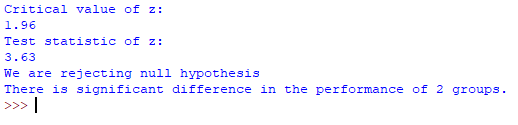 Critical value of z:
1.96
Test statistic of z:
3.63
We are rejecting null hypothesis
There is significant difference in the performance of 2 groups.
>>>